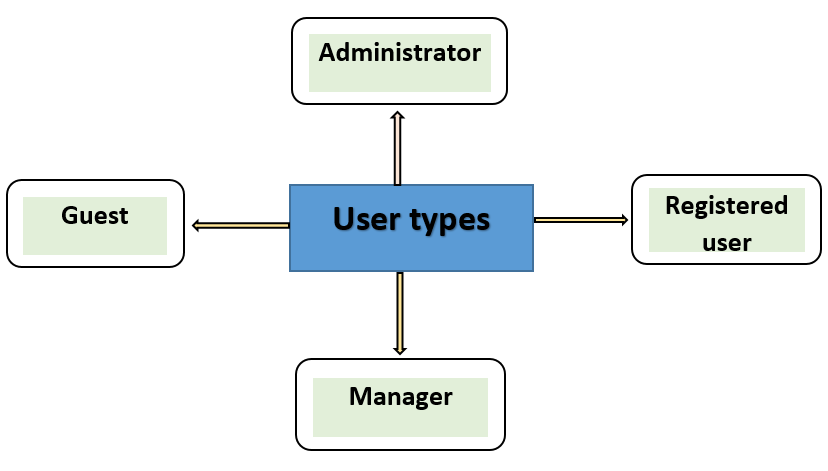 Administrator
Guest
User types
Registered
user
Manager